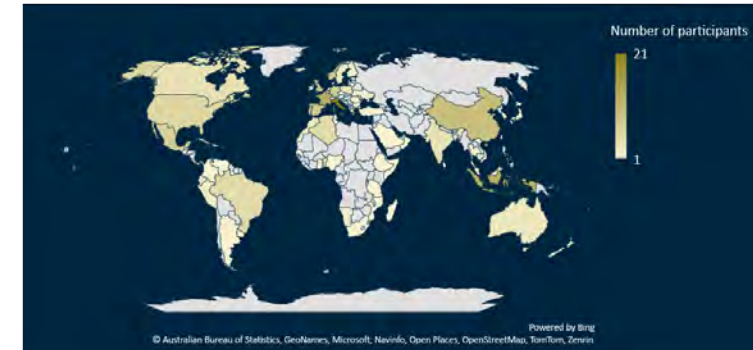 Number of participants
21
1
Powered by Bing
© Australian Bureau of Statistics, GeoNames, Microsoft, Navinfo, Open Places, OpenStreetMap, TomTom, Zenrin